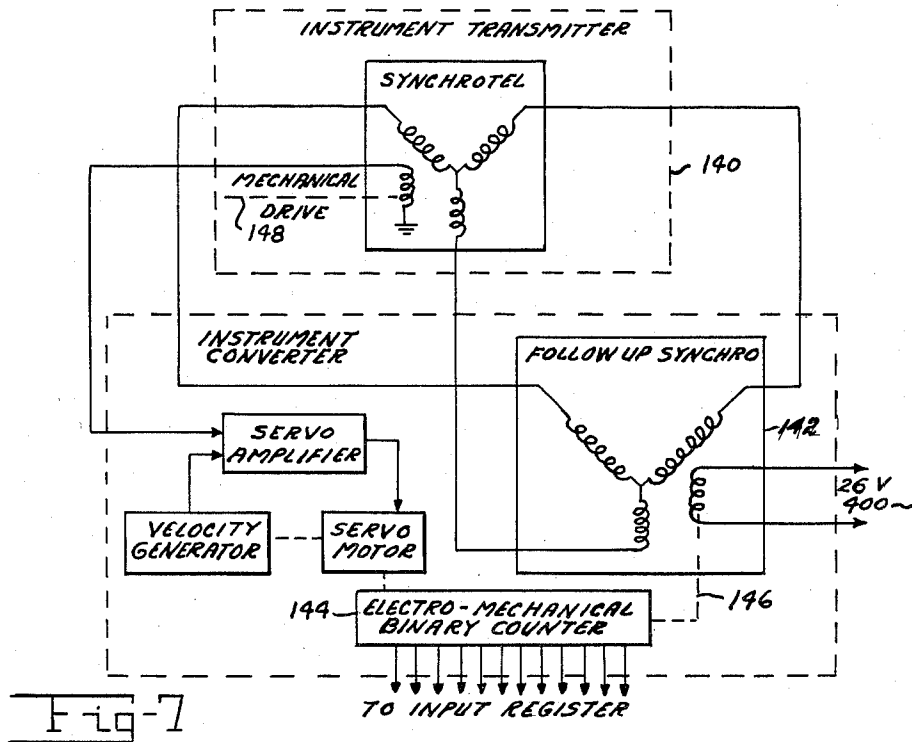 INSTRUMENT TRANSMITTER
SYNCHROTEL
140
MECHANICAL
DRIVE
148
INSTRUMENT
CONVERTER
FOLLOW UP SYNCHRO
142
SERVO
AMPLIFIER
26 V
400~
VELOCITY
GENERATOR
SERVO
MOTOR
146
144
ELECTRO-MECHANICAL
BINARY COUNTER
TO INPUT REGISTER
Fig-7